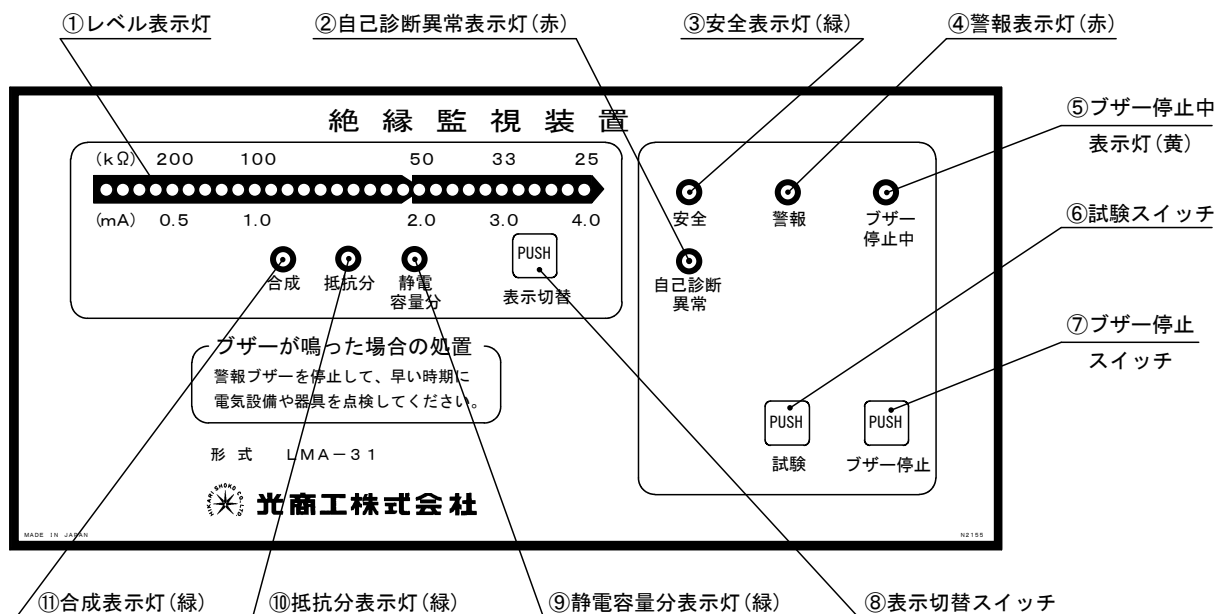 ①レベル表示灯
②自己診断異常表示灯(赤)
③安全表示灯(緑)
④警報表示灯(赤)
⑤ブザー停止中
表示灯(黄)
⑥試験スイッチ
⑦ブザー停止
スイッチ
絶縁監視装置
(kΩ) 200 100 50 33 25
(mA) 0.5 1.0 2.0 3.0 4.0
合成 抵抗分 静電
容量分
PUSH
表示切替
安全 警報 ブザー
停止中
自己診断
異常
ブザーが鳴った場合の処置
警報ブザーを停止して、早い時期に
電気設備や器具を点検してください。
PUSH PUSH
試験 ブザー停止
形式 LMA-31
HIKARI SHOKO CO.,LTD.
光商工株式会社
MADE IN JAPAN
N2155
⑪合成表示灯(緑)
⑩抵抗分表示灯(緑)
⑨静電容量分表示灯(緑)
⑧表示切替スイッチ